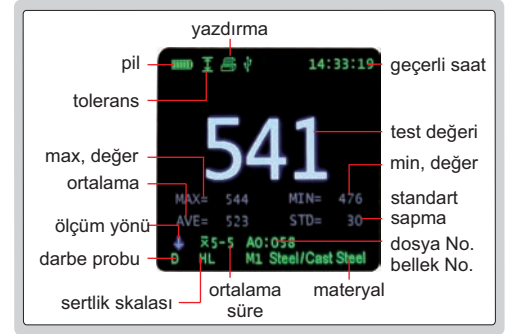 yazdırma
pil
14:33:19
geçerli saat
tolerans
541
test değeri
max, değer
min, değer
ortalama
MAX= 544 MIN= 476
standart
sapma
AVE= 523 STD= 30
ölçüm yönü
x̄5-5 A0:058
dosya No.
bellek No.
darbe probu
D HL M1 Steel/Cast Steel
sertlik skalası
ortalama
süre
materyal